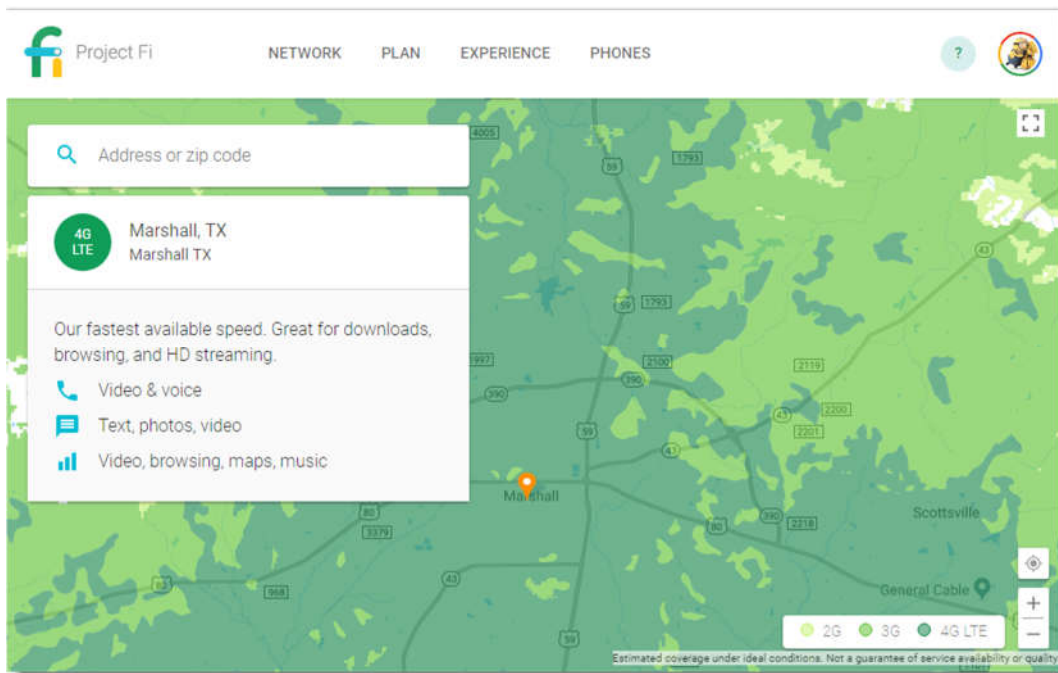 fi Project Fi NETWORK PLAN EXPERIENCE PHONES ?
Address or zip code
4G
LTE
Marshall, TX
Marshall TX
Our fastest available speed. Great for downloads,
browsing, and HD streaming.
Video & voice
Text, photos, video
Video, browsing, maps, music
4005
59
1793
43
59
1793
1997
2100
390
2119
390
43
2200
2201
59
43
Marshall
80
3379
80
390
2218
Scottsville
43
968
General Cable
+
−
2G 3G 4G LTE
59
Estimated coverage under ideal conditions. Not a guarantee of service availability or quality